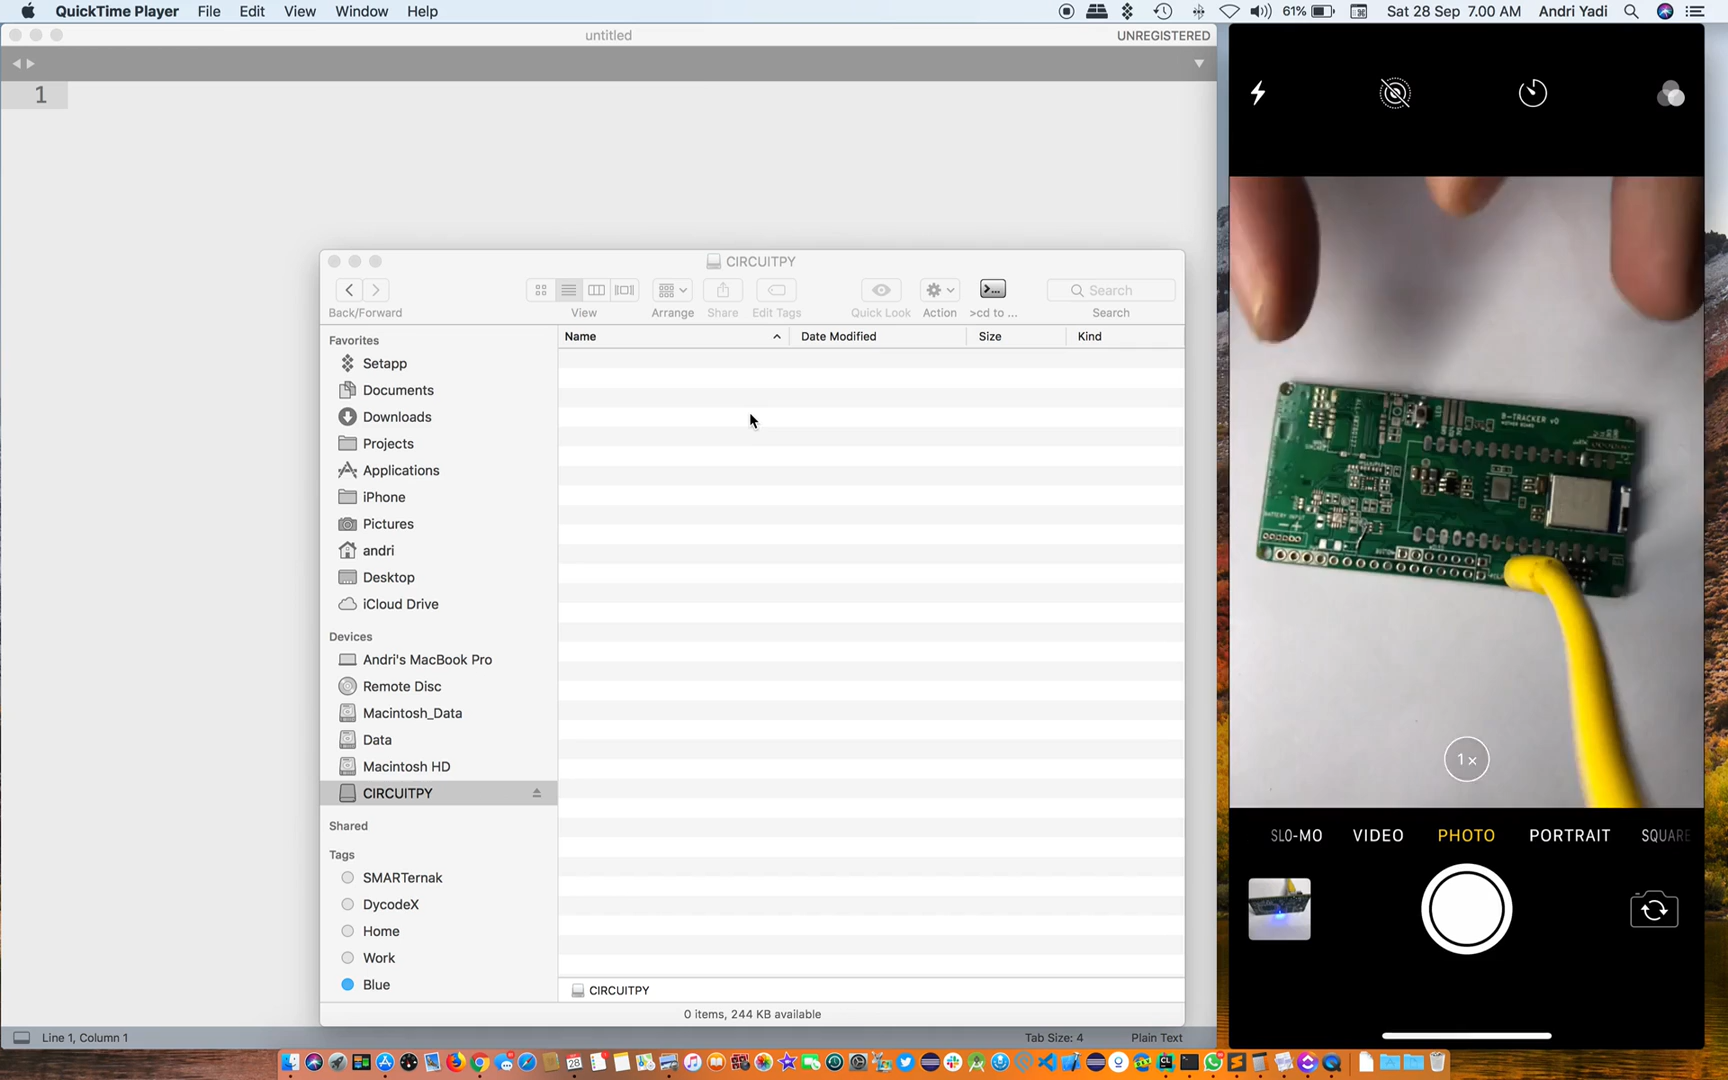 QuickTime Player File Edit View Window Help 61% Sat 28 Sep 7.00 AM Andri Yadi
untitled UNREGISTERED
1
CIRCUITPY
Search
Back/Forward View Arrange Share Edit Tags Quick Look Action >cd to ... Search
Name Date Modified Size Kind
Favorites
Setapp
Documents
Downloads
Projects
Applications
iPhone
Pictures
andri
Desktop
iCloud Drive
Devices
Andri's MacBook Pro
Remote Disc
Macintosh_Data
Data
Macintosh HD
CIRCUITPY
Shared
Tags
SMARTernak
DycodeX
Home
Work
Blue
CIRCUITPY
0 items, 244 KB available
Line 1, Column 1 Tab Size: 4 Plain Text
B-TRACKER v0
BATTERY INPUT
1×
SLO-MO VIDEO PHOTO PORTRAIT SQUARE